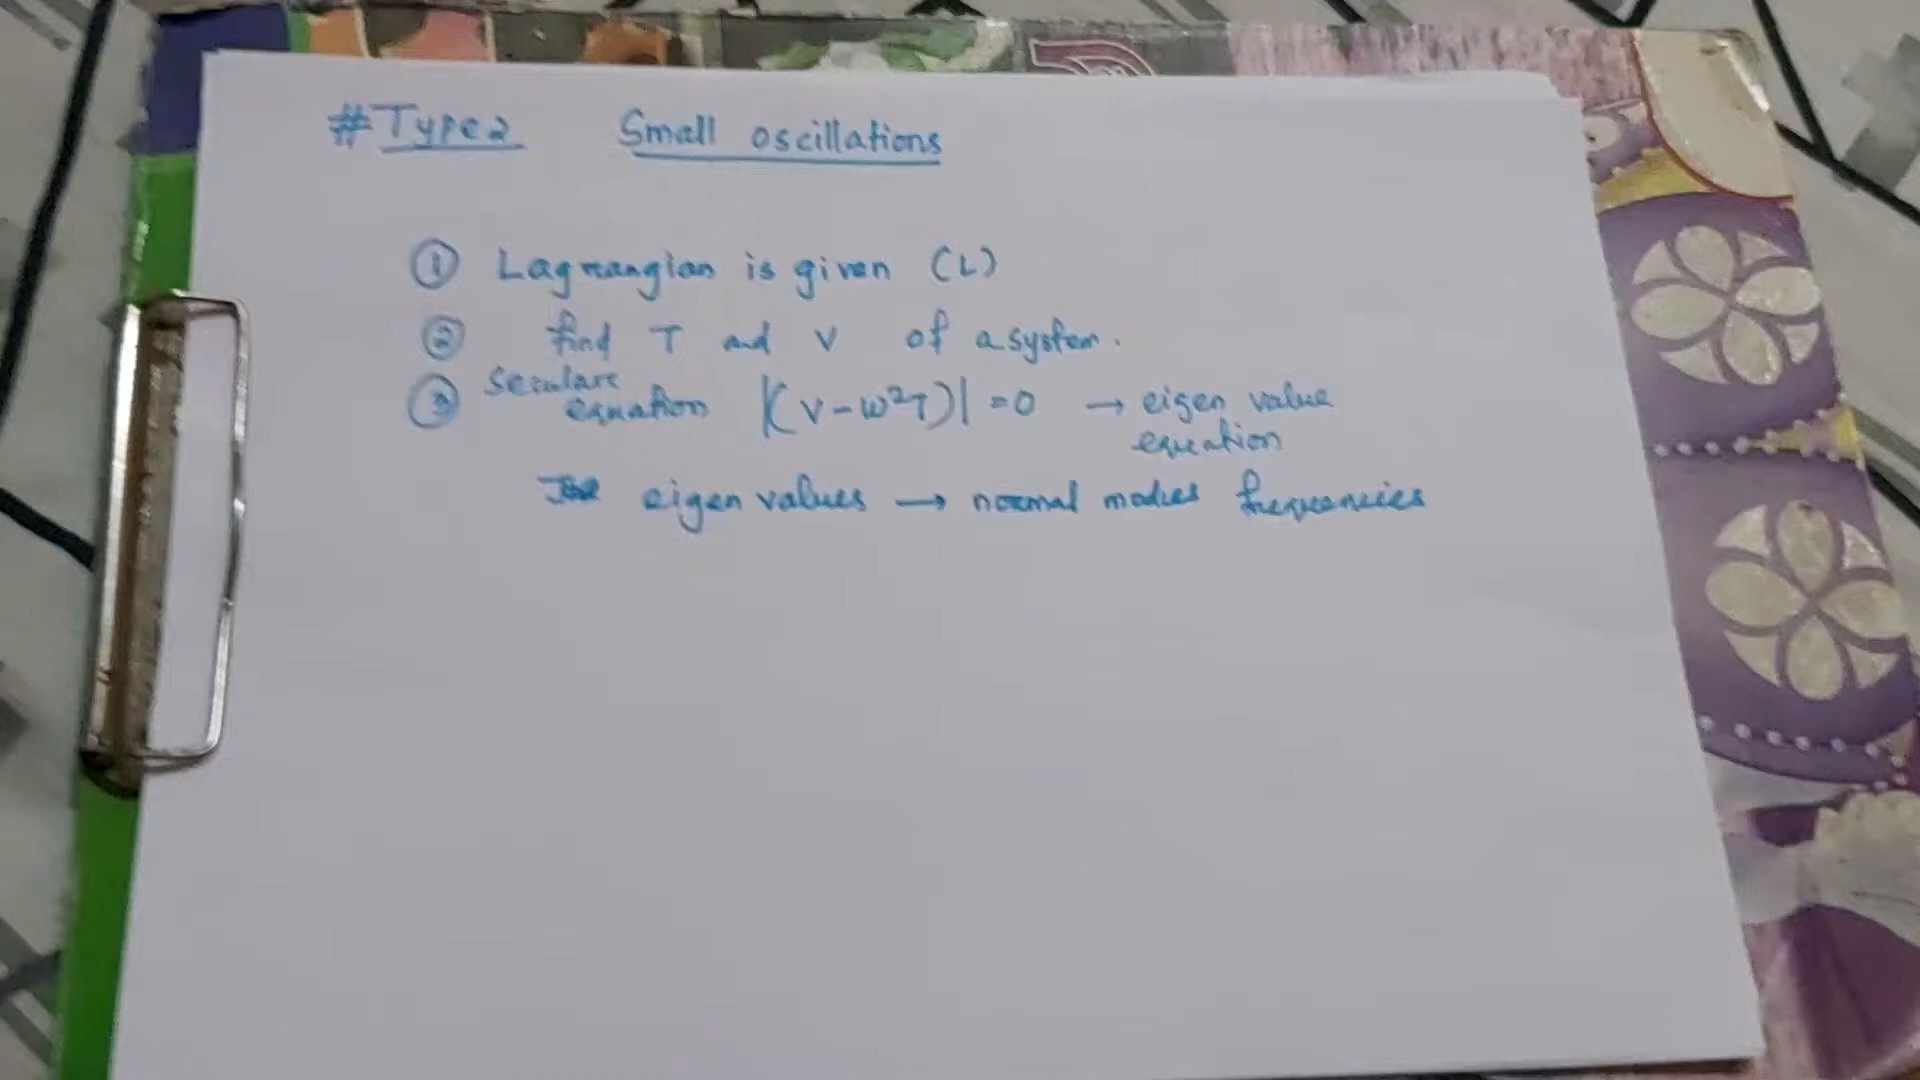 #Type2 Small oscillations
① Lagrangian is given (L)
② find T and V of a system.
③ Seculare equation |(V-ω²T)| =0 → eigen value equation
eigen values → normal modes frequencies